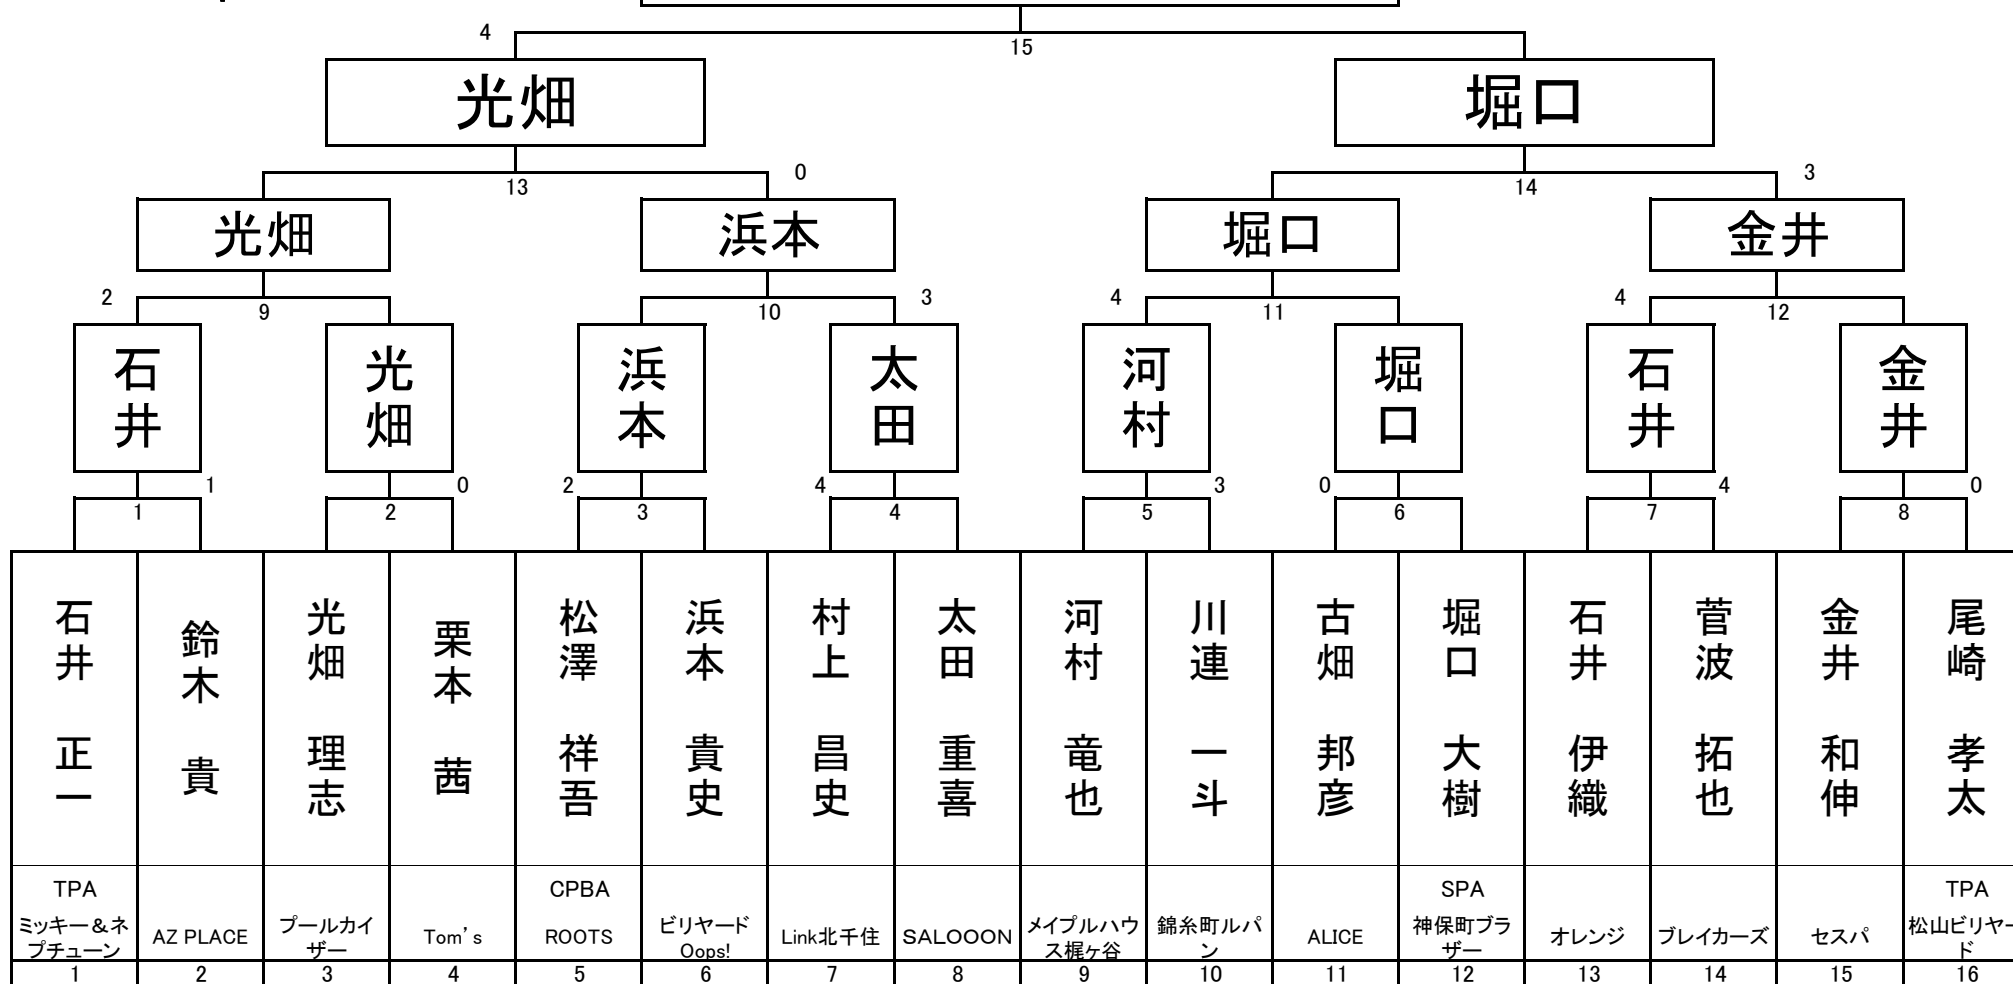 4
15
光畑
堀口
0
3
13
14
光畑
浜本
堀口
金井
2
3
4
4
9
10
11
12
石井
光畑
浜本
太田
河村
堀口
石井
金井
1
0
2
4
3
0
4
0
1
2
3
4
5
6
7
8
石井 正一
鈴木 貴
光畑 理志
栗本 茜
松澤 祥吾
浜本 貴史
村上 昌史
太田 重喜
河村 竜也
川連 一斗
古畑 邦彦
堀口 大樹
石井 伊織
菅波 拓也
金井 和伸
尾崎 孝太
TPA
CPBA
SPA
TPA
ミッキー&ネ
プチューン
AZ PLACE
プールカイ
ザー
Tom's
ROOTS
ビリヤード
Oops!
Link北千住
SALOOON
メイプルハウ
ス梶ヶ谷
錦糸町ルパ
ン
ALICE
神保町ブラ
ザー
オレンジ
ブレイカーズ
セスパ
松山ビリヤー
ド
1
2
3
4
5
6
7
8
9
10
11
12
13
14
15
16